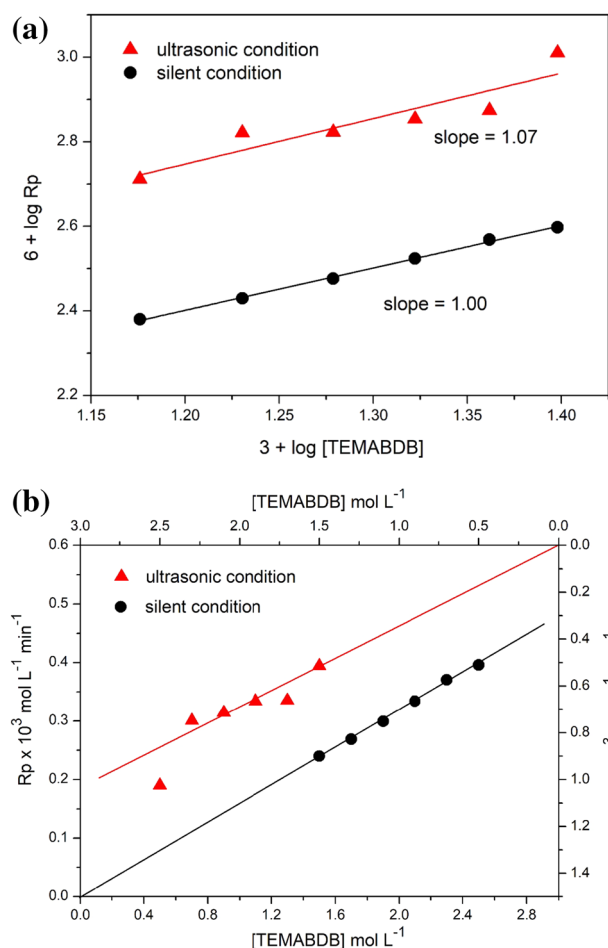 (a)
ultrasonic condition
silent condition
slope = 1.07
slope = 1.00
6 + log Rp
3.0
2.8
2.6
2.4
2.2
1.15 1.20 1.25 1.30 1.35 1.40
3 + log [TEMABDB]
(b)
[TEMABDB] mol L⁻¹
3.0 2.5 2.0 1.5 1.0 0.5 0.0
ultrasonic condition
silent condition
Rp x 10³ mol L⁻¹ min⁻¹
0.6
0.5
0.4
0.3
0.2
0.1
0.0
0.0
0.2
0.4
0.6
0.8
1.0
1.2
1.4
0.0 0.4 0.8 1.2 1.6 2.0 2.4 2.8
[TEMABDB] mol L⁻¹